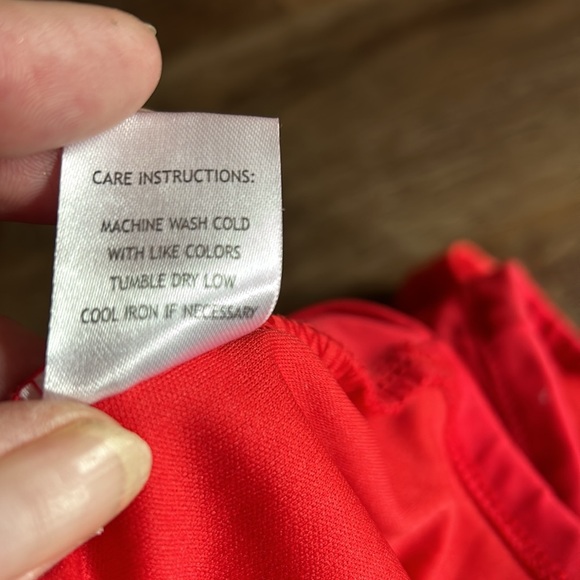 CARE INSTRUCTIONS:
MACHINE WASH COLD
WITH LIKE COLORS
TUMBLE DRY LOW
COOL IRON IF NECESSARY